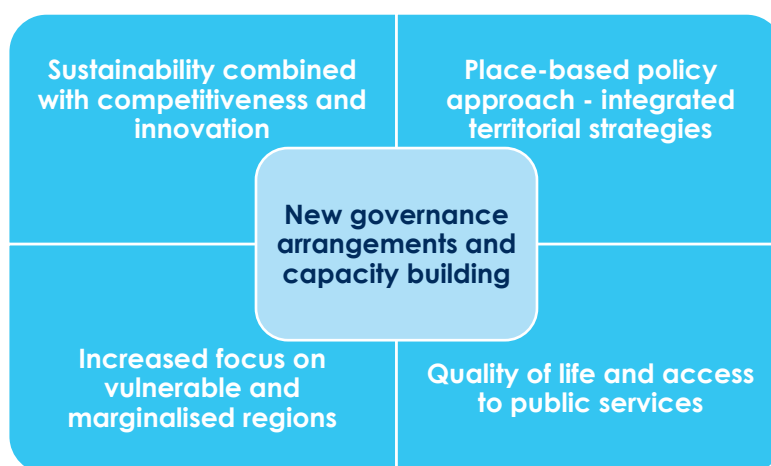 Sustainability combined
with competitiveness and
innovation
Place-based policy
approach - integrated
territorial strategies
New governance
arrangements and
capacity building
Increased focus on
vulnerable and
marginalised regions
Quality of life and access
to public services